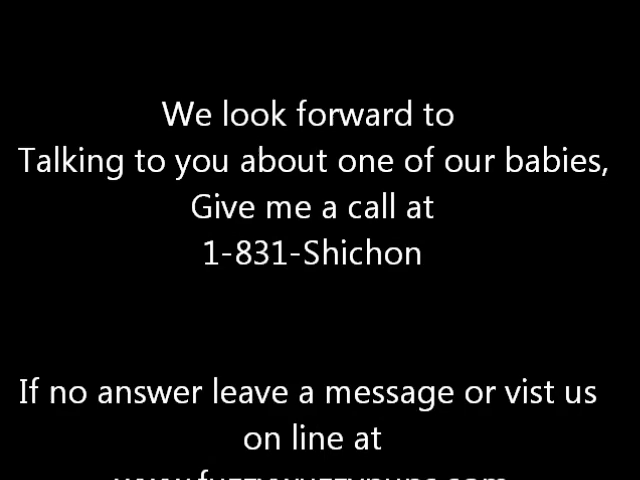 We look forward to
Talking to you about one of our babies,
Give me a call at
1-831-Shichon
If no answer leave a message or vist us
on line at